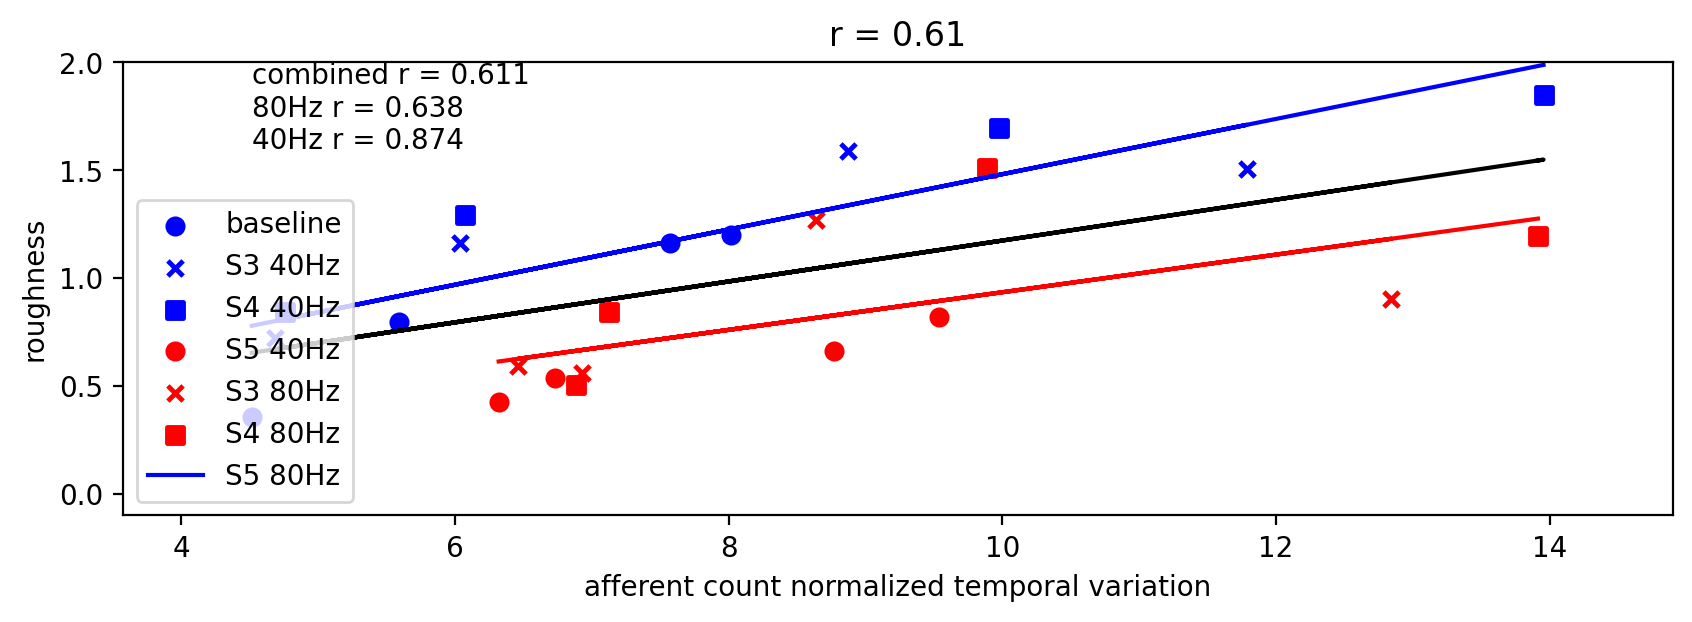 r = 0.61
combined r = 0.611
80Hz r = 0.638
40Hz r = 0.874
2.0
1.5
1.0
0.5
0.0
roughness
baseline
S3 40Hz
S4 40Hz
S5 40Hz
S3 80Hz
S4 80Hz
S5 80Hz
4 6 8 10 12 14
afferent count normalized temporal variation